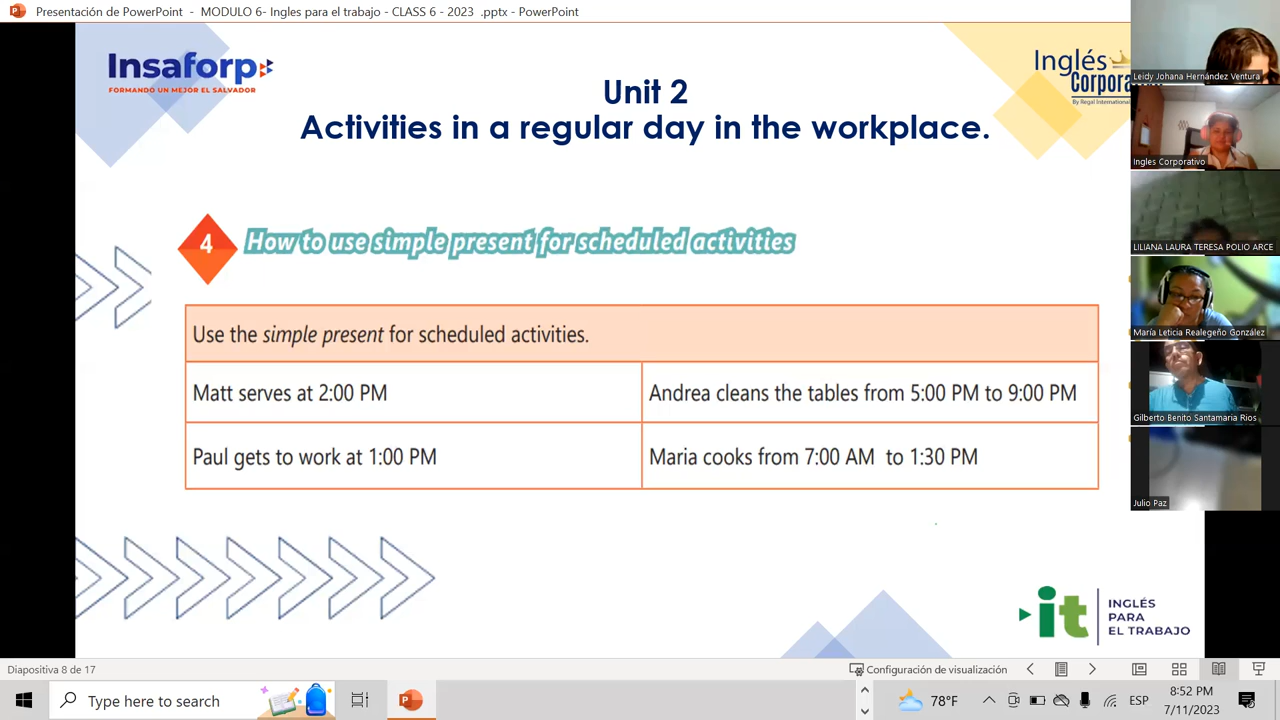 Presentación de PowerPoint - MODULO 6- Ingles para el trabajo - CLASS 6 - 2023 .pptx - PowerPoint
Insaforp
FORMANDO UN MEJOR EL SALVADOR
Inglés
Corpora
By Regal International
Unit 2
Activities in a regular day in the workplace.
4
How to use simple present for scheduled activities
Use the simple present for scheduled activities.
Matt serves at 2:00 PM
Andrea cleans the tables from 5:00 PM to 9:00 PM
Paul gets to work at 1:00 PM
Maria cooks from 7:00 AM to 1:30 PM
it
INGLÉS
PARA
EL TRABAJO
Leidy Johana Hernández Ventura
Ingles Corporativo
LILIANA LAURA TERESA POLIO ARCE
María Leticia Realegeño González
Gilberto Benito Santamaria Rios
Julio Paz
Diapositiva 8 de 17
Configuración de visualización
Type here to search
78°F
ESP
8:52 PM
7/11/2023